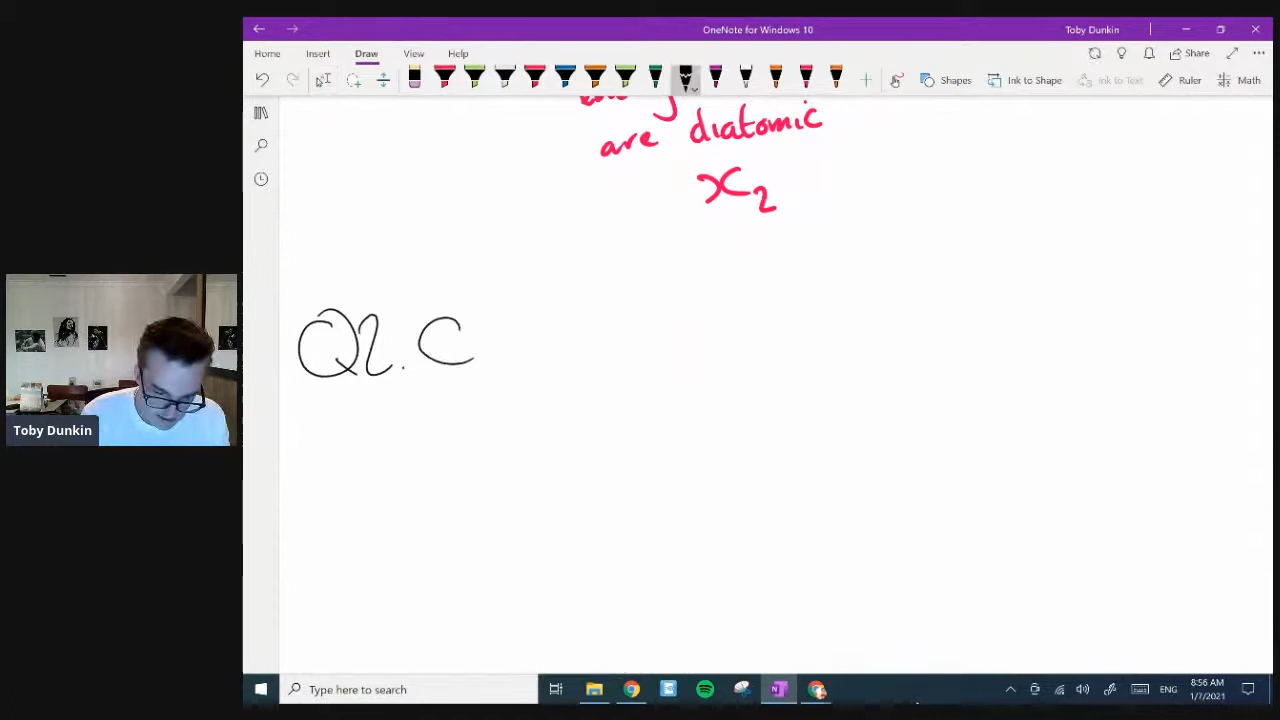 OneNote for Windows 10
Toby Dunkin
Home Insert Draw View Help
Share
Shapes Ink to Shape Ink to Text Ruler Math
are diatomic
x2
Q2. C
Toby Dunkin
Type here to search
ENG
8:56 AM
1/7/2021